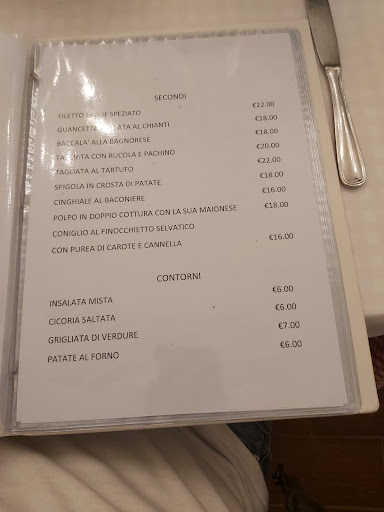 SECONDI
FILETTO SPEZIATO €22.00
GUANCETTE AL CHIANTI €18.00
BACCALA' ALLA BAGNORESE €18.00
CON RUCOLA E PACHINO €20.00
TAGLIATA AL TARTUFO €22.00
SPIGOLA IN CROSTA DI PATATE €18.00
CINGHIALE AL BACONIERE €16.00
POLPO IN DOPPIO COTTURA CON LA SUA MAIONESE €18.00
CONIGLIO AL FINOCCHIETTO SELVATICO
CON PUREA DI CAROTE E CANNELLA €16.00
CONTORNI
INSALATA MISTA €6.00
CICORIA SALTATA €6.00
GRIGLIATA DI VERDURE €7.00
PATATE AL FORNO €6.00